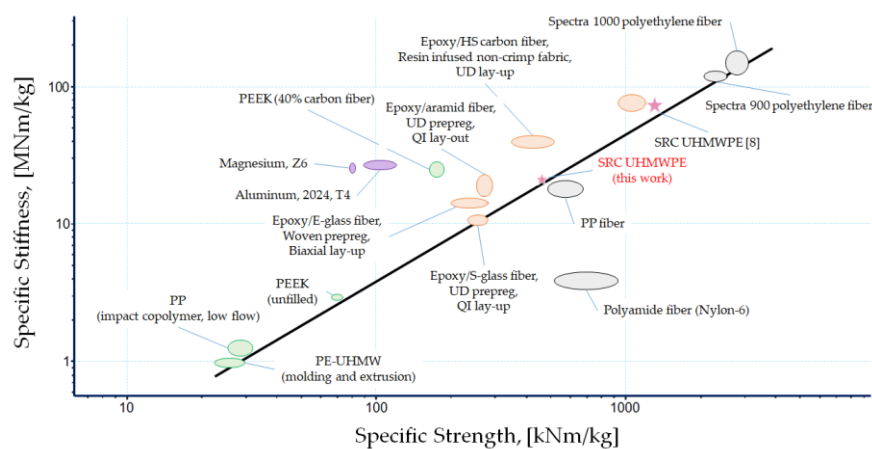 Spectra 1000 polyethylene fiber
Epoxy/HS carbon fiber,
Resin infused non-crimp fabric,
UD lay-up
100
PEEK (40% carbon fiber)
Epoxy/aramid fiber,
UD prepreg,
QI lay-out
Spectra 900 polyethylene fiber
SRC UHMWPE [8]
Magnesium, Z6
SRC UHMWPE
(this work)
Aluminum, 2024, T4
Epoxy/E-glass fiber,
Woven prepreg,
Biaxial lay-up
10
PP fiber
PEEK
(unfilled)
Epoxy/S-glass fiber,
UD prepreg,
QI lay-up
PP
(impact copolymer, low flow)
Polyamide fiber (Nylon-6)
1
PE-UHMW
(molding and extrusion)
10
100
1000
Specific Stiffness, [MNm/kg]
Specific Strength, [kNm/kg]